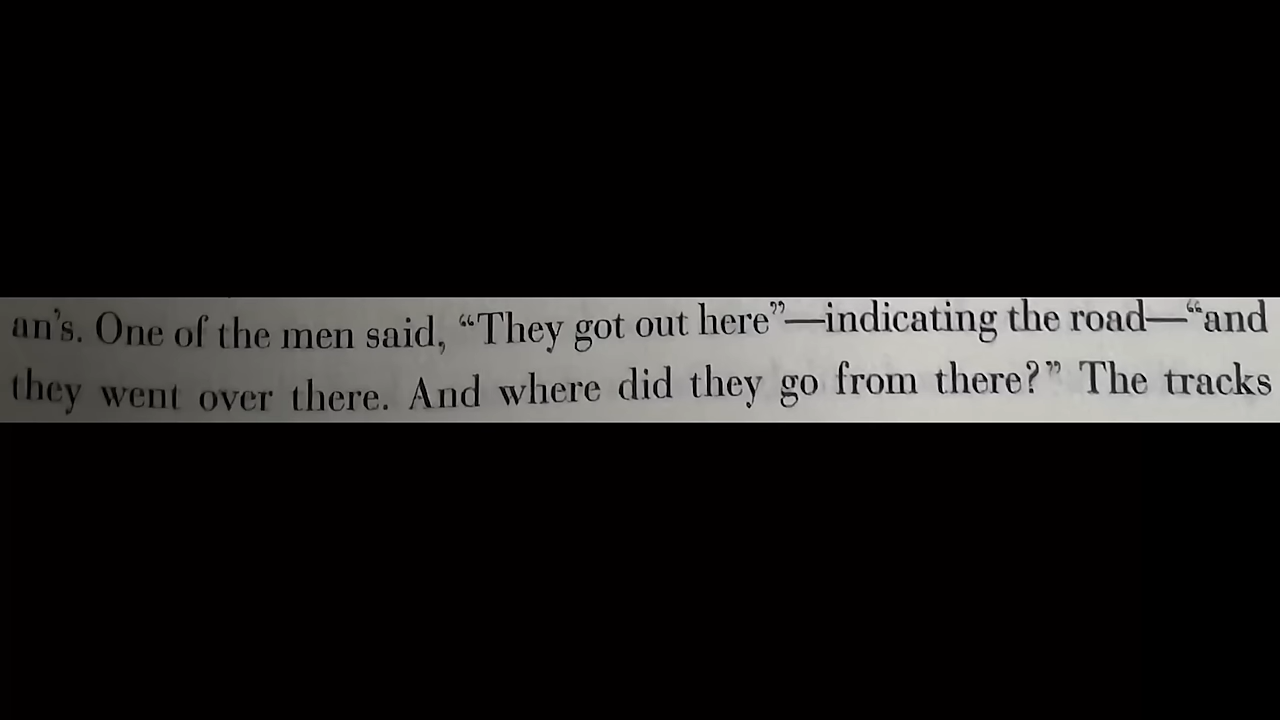 an's. One of the men said, “They got out here”—indicating the road—“and
they went over there. And where did they go from there?” The tracks